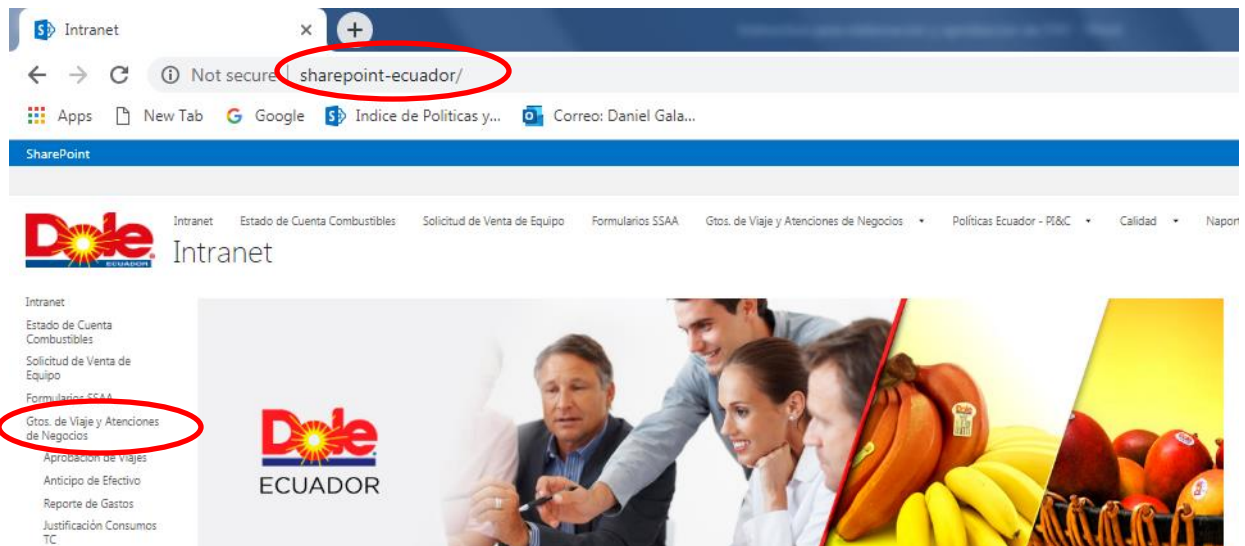 Intranet
Not secure sharepoint-ecuador/
Apps New Tab Google Indice de Politicas y... Correo: Daniel Gala...
SharePoint
Dole
ECUADOR
Intranet Estado de Cuenta Combustibles Solicitud de Venta de Equipo Formularios SSAA Gtos. de Viaje y Atenciones de Negocios Políticas Ecuador - PI&C Calidad Naport
Intranet
Intranet
Estado de Cuenta
Combustibles
Solicitud de Venta de
Equipo
Formularios SSAA
Gtos. de Viaje y Atenciones
de Negocios
Aprobación de Viajes
Anticipo de Efectivo
Reporte de Gastos
Justificación Consumos
TC
Dole
ECUADOR
Dole